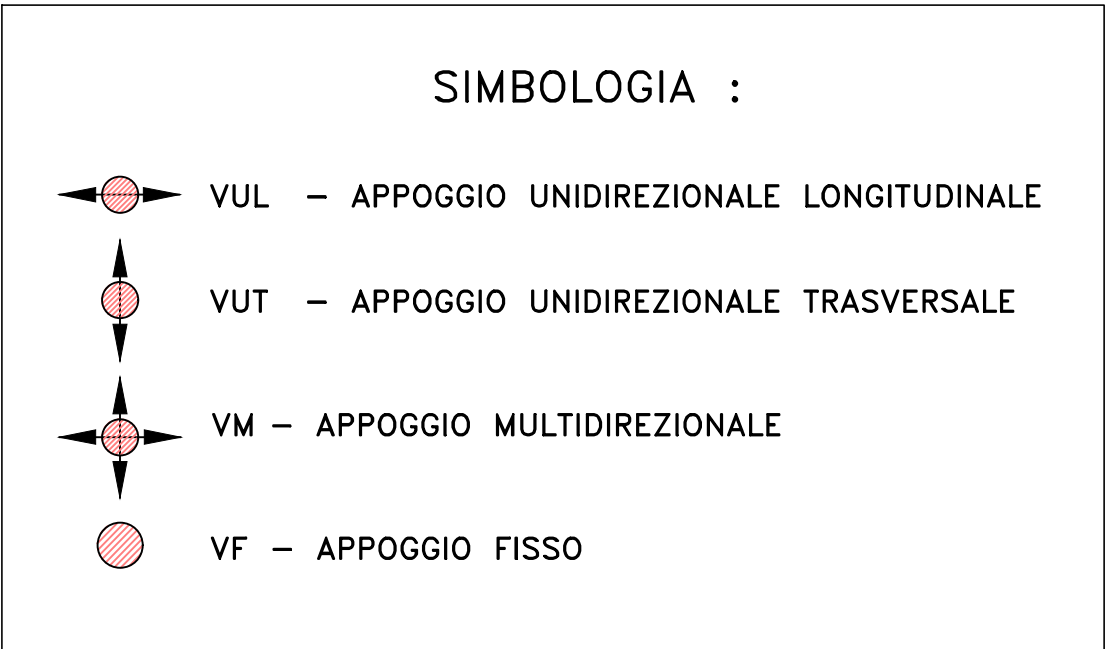 SIMBOLOGIA :
VUL – APPOGGIO UNIDIREZIONALE LONGITUDINALE
VUT – APPOGGIO UNIDIREZIONALE TRASVERSALE
VM – APPOGGIO MULTIDIREZIONALE
VF – APPOGGIO FISSO